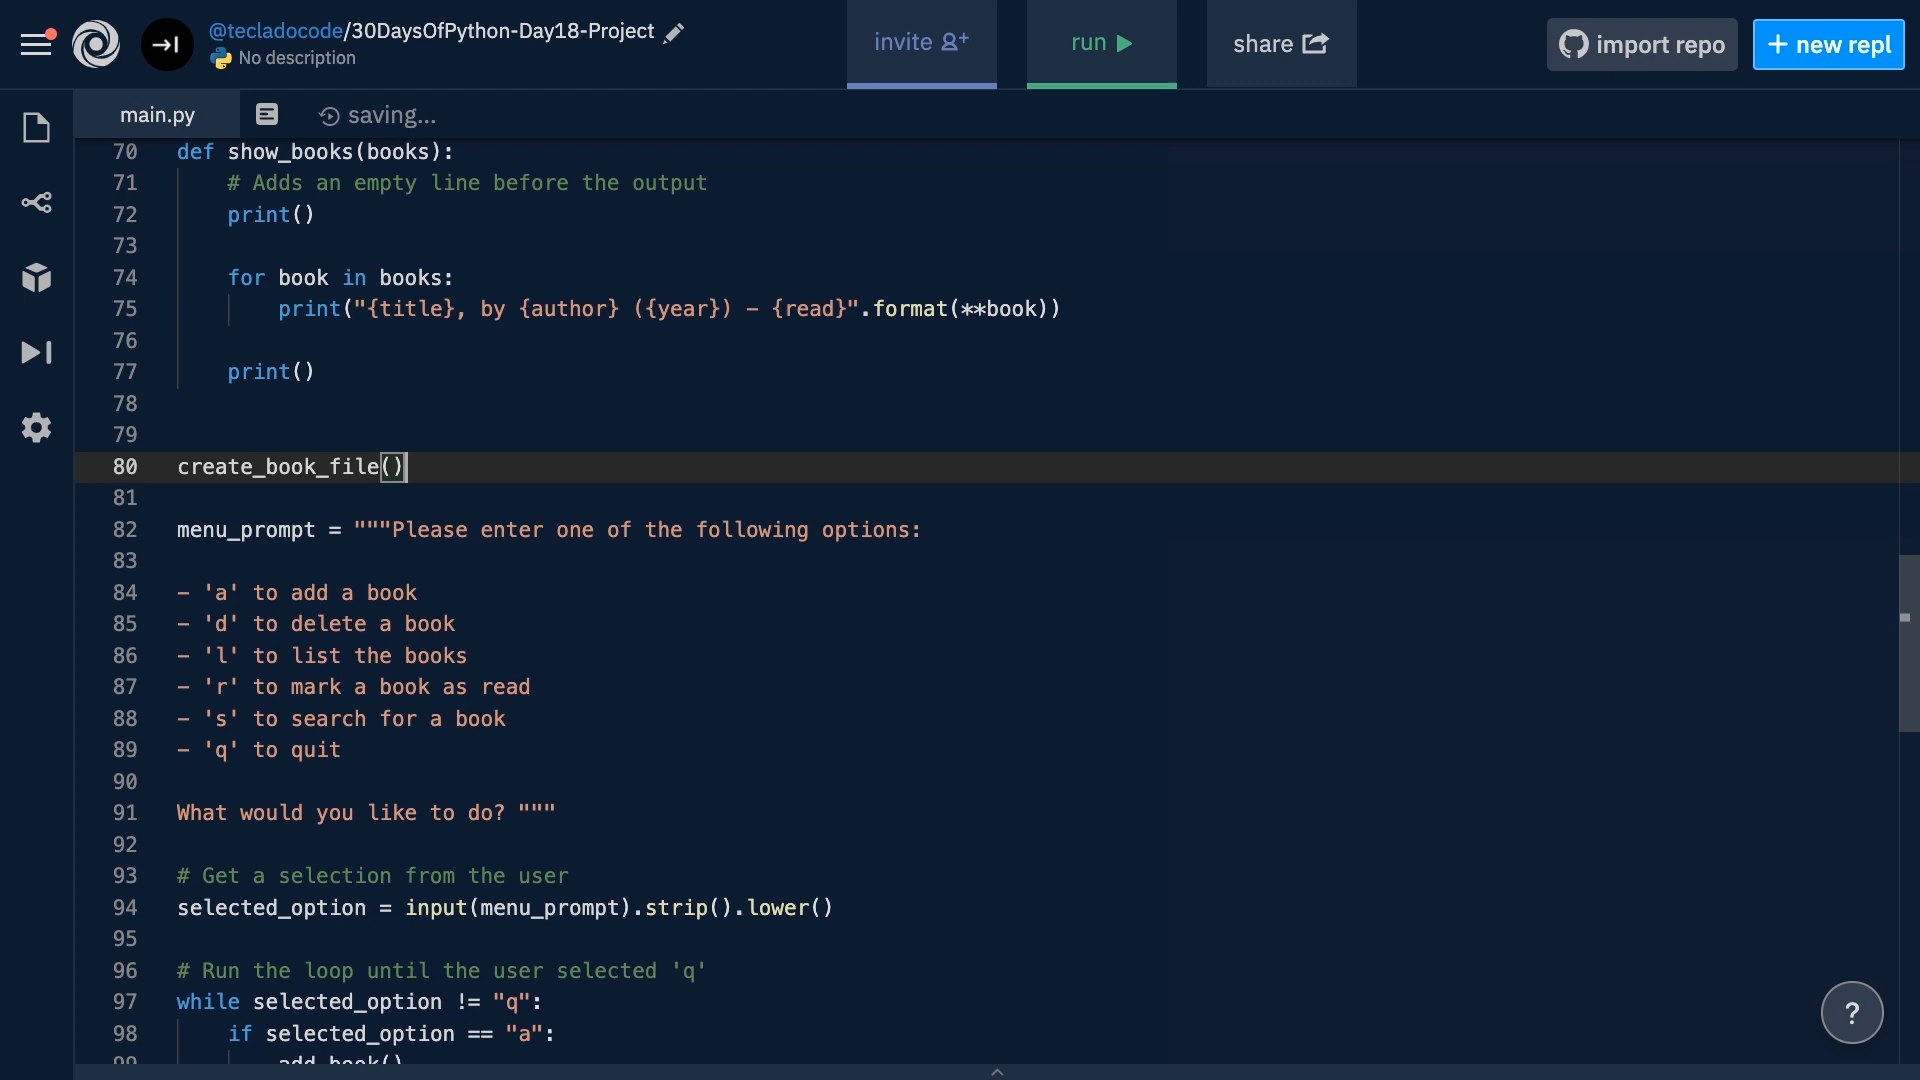 @tecladocode/30DaysOfPython-Day18-Project
No description
invite
run
share
import repo
+ new repl
main.py
saving...
70 def show_books(books):
71     # Adds an empty line before the output
72     print()
73
74     for book in books:
75         print("{title}, by {author} ({year}) – {read}".format(**book))
76
77     print()
78
79
80 create_book_file()
81
82 menu_prompt = """Please enter one of the following options:
83
84 – 'a' to add a book
85 – 'd' to delete a book
86 – 'l' to list the books
87 – 'r' to mark a book as read
88 – 's' to search for a book
89 – 'q' to quit
90
91 What would you like to do? """
92
93 # Get a selection from the user
94 selected_option = input(menu_prompt).strip().lower()
95
96 # Run the loop until the user selected 'q'
97 while selected_option != "q":
98     if selected_option == "a":
99         add_book()
?